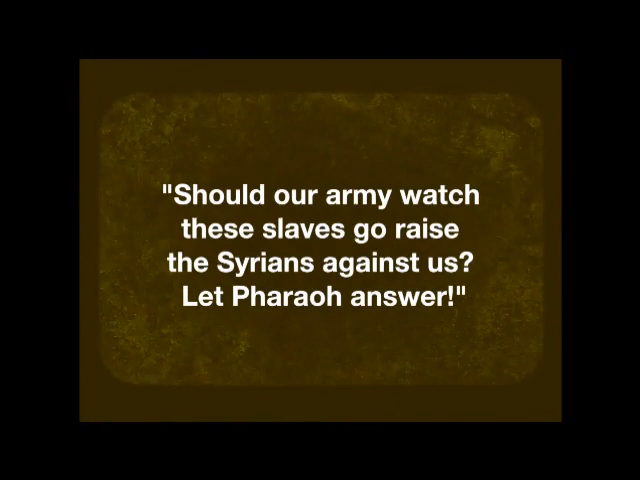 "Should our army watch
these slaves go raise
the Syrians against us?
Let Pharaoh answer!"